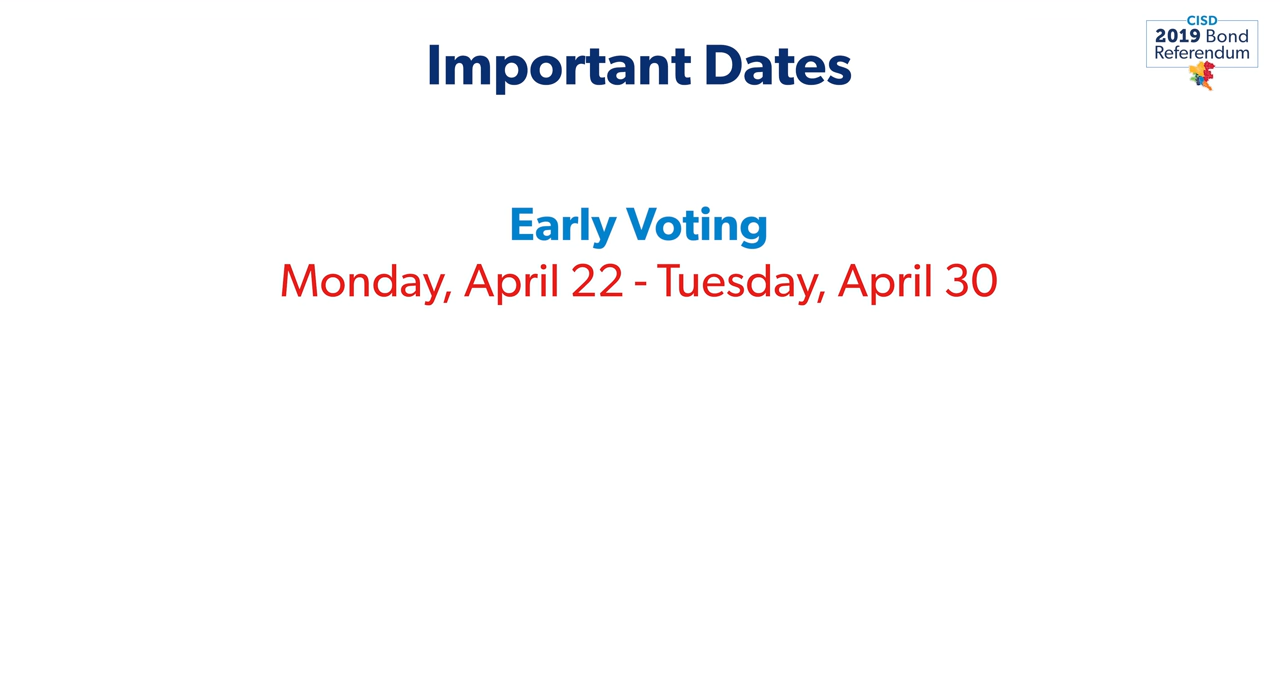 CISD
2019 Bond
Referendum
Important Dates
Early Voting
Monday, April 22 - Tuesday, April 30